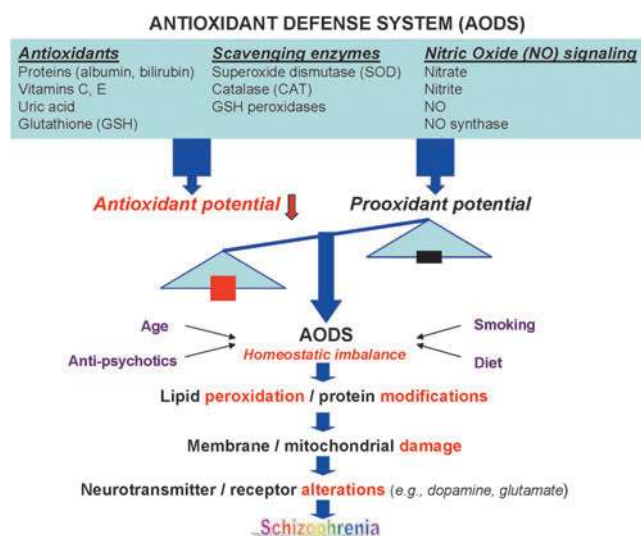 ANTIOXIDANT DEFENSE SYSTEM (AODS)
Antioxidants
Proteins (albumin, bilirubin)
Vitamins C, E
Uric acid
Glutathione (GSH)
Scavenging enzymes
Superoxide dismutase (SOD)
Catalase (CAT)
GSH peroxidases
Nitric Oxide (NO) signaling
Nitrate
Nitrite
NO
NO synthase
Antioxidant potential
Prooxidant potential
Age
Anti-psychotics
AODS
Homeostatic imbalance
Smoking
Diet
Lipid peroxidation / protein modifications
Membrane / mitochondrial damage
Neurotransmitter / receptor alterations (e.g., dopamine, glutamate)
Schizophrenia